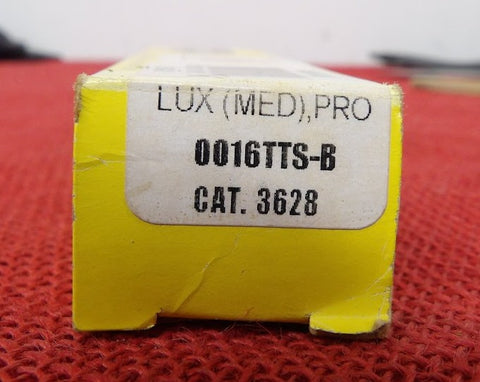 LUX (MED),PRO
0016TTS-B
CAT. 3628